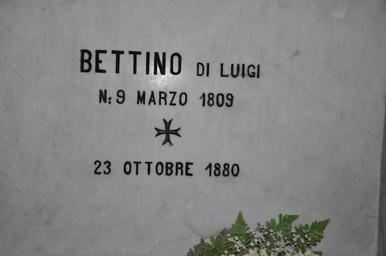 BETTINO DI LUIGI
N: 9 MARZO 1809
23 OTTOBRE 1880